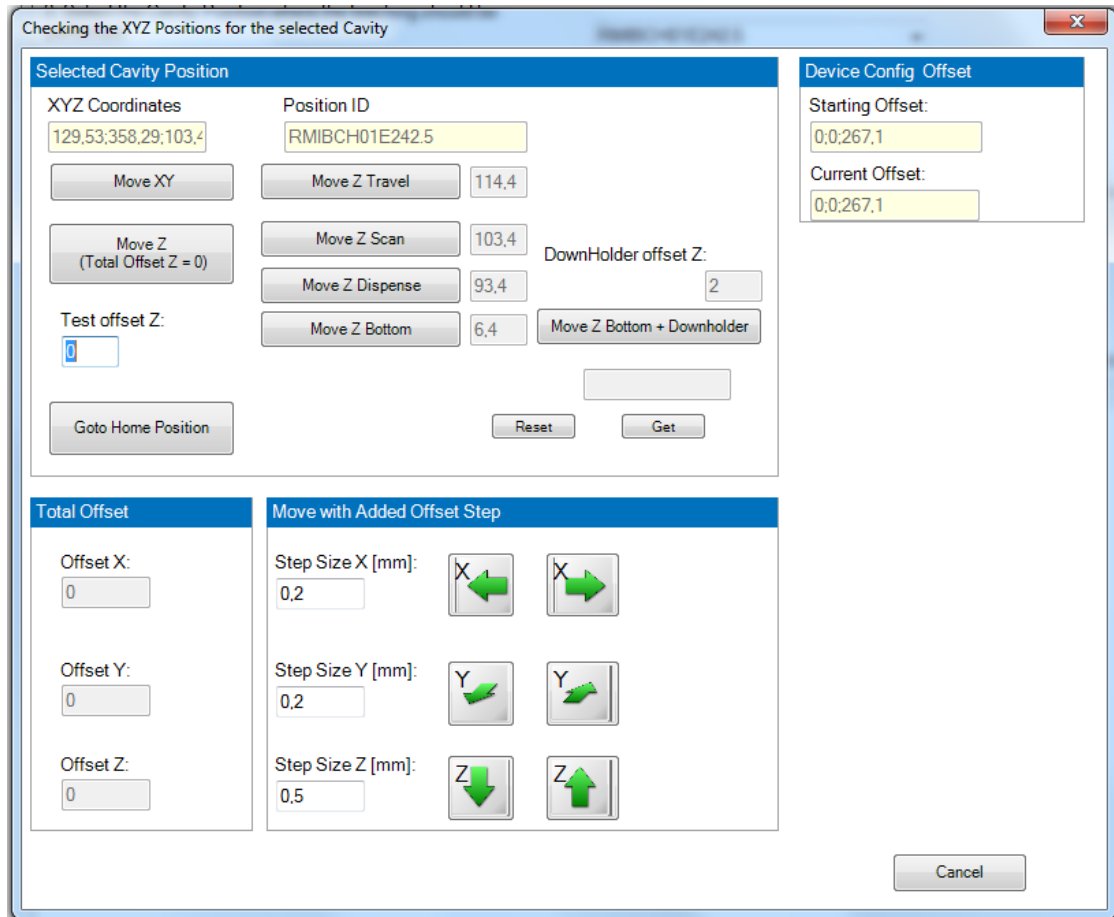 Checking the XYZ Positions for the selected Cavity
Selected Cavity Position
XYZ Coordinates
Position ID
129,53;358,29;103,4
RMIBCH01E242.5
Move XY
Move Z Travel
114,4
Move Z
(Total Offset Z = 0)
Move Z Scan
103,4
DownHolder offset Z:
Move Z Dispense
93,4
2
Test offset Z:
0
Move Z Bottom
6,4
Move Z Bottom + Downholder
Goto Home Position
Reset
Get
Device Config Offset
Starting Offset:
0;0;267,1
Current Offset:
0;0;267,1
Total Offset
Offset X:
0
Offset Y:
0
Offset Z:
0
Move with Added Offset Step
Step Size X [mm]:
0,2
X
X
Step Size Y [mm]:
0,2
Y
Y
Step Size Z [mm]:
0,5
Z
Z
Cancel